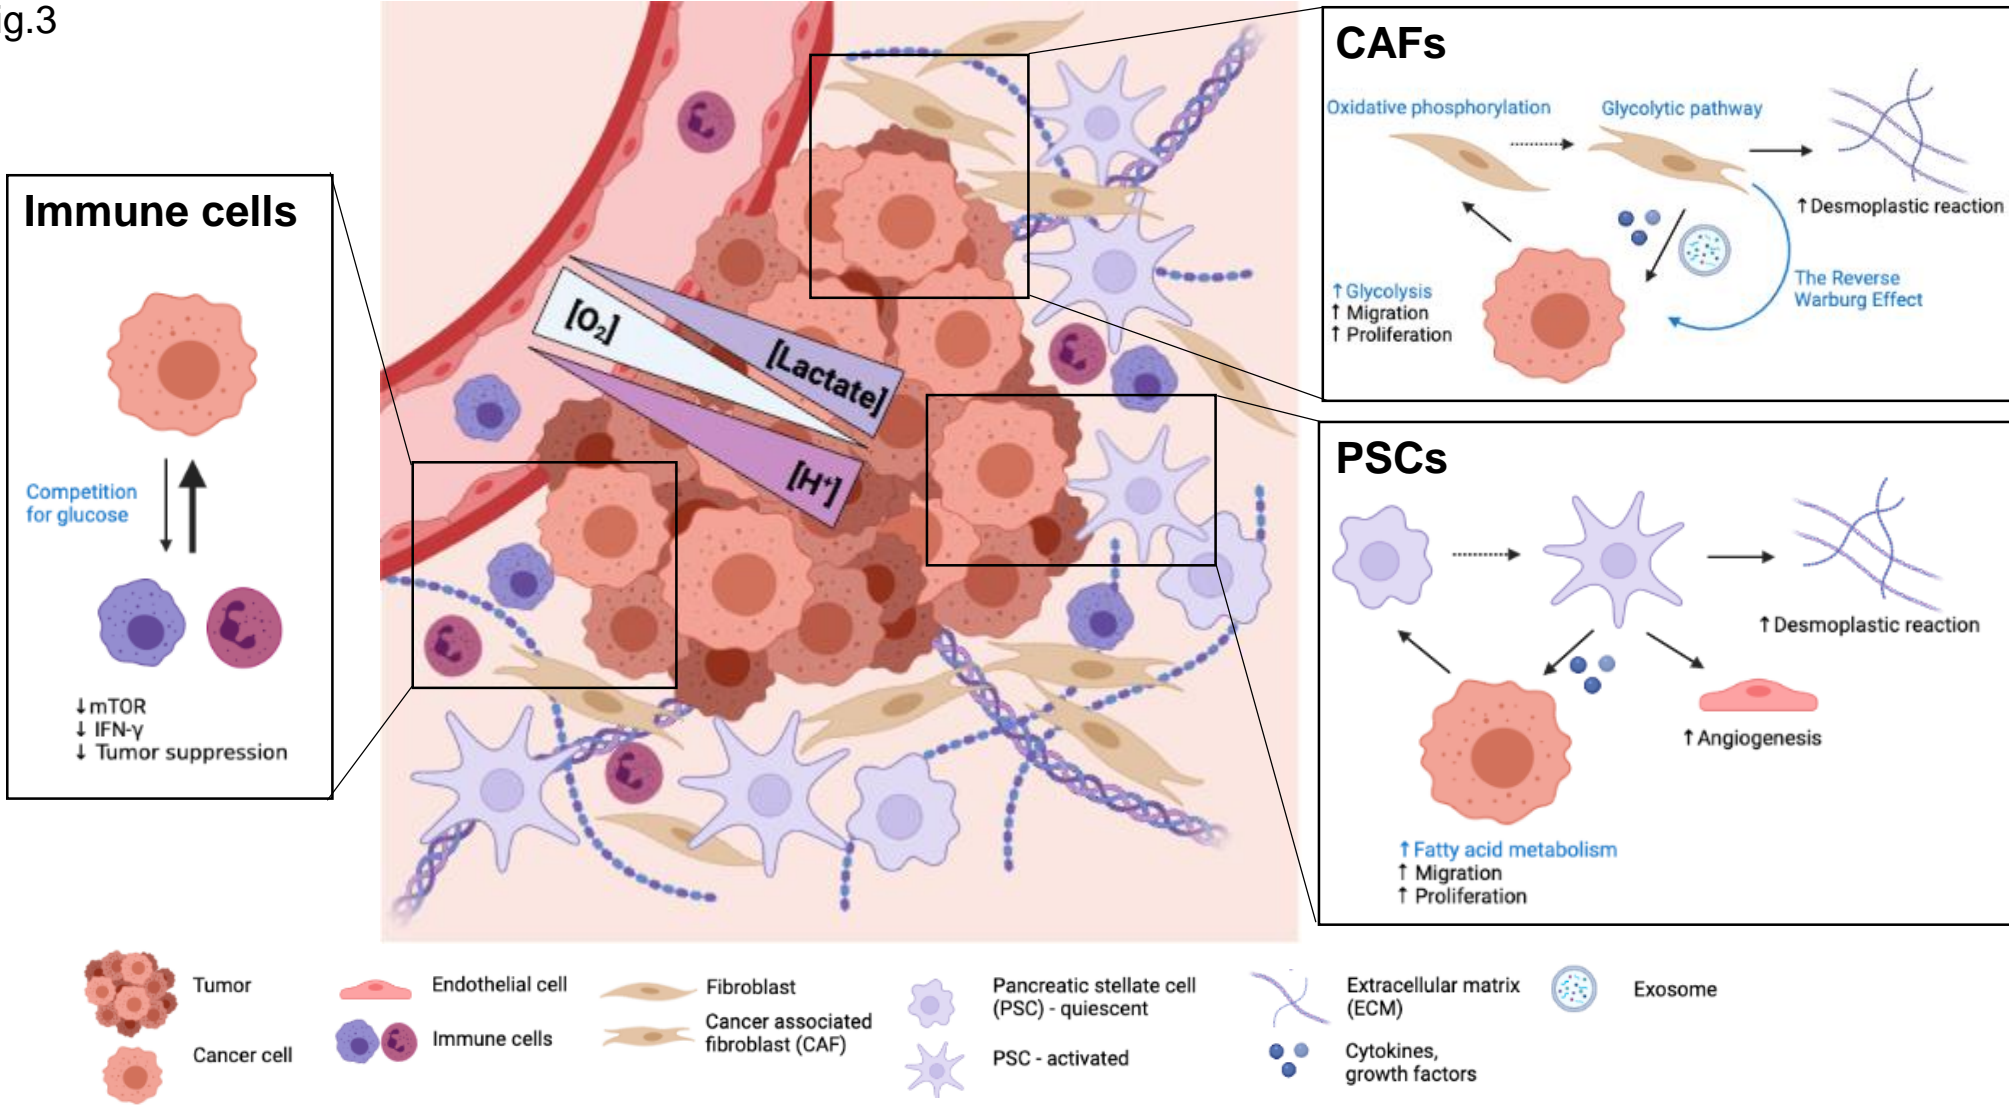 ig.3
Immune cells
Competition
for glucose
↓mTOR
↓ IFN-γ
↓ Tumor suppression
[O₂]
[Lactate]
[H⁺]
CAFs
Oxidative phosphorylation
Glycolytic pathway
↑Desmoplastic reaction
↑Glycolysis
↑ Migration
↑ Proliferation
The Reverse
Warburg Effect
PSCs
↑Desmoplastic reaction
↑Angiogenesis
↑Fatty acid metabolism
↑ Migration
↑ Proliferation
Tumor
Cancer cell
Endothelial cell
Immune cells
Fibroblast
Cancer associated
fibroblast (CAF)
Pancreatic stellate cell
(PSC) - quiescent
PSC - activated
Extracellular matrix
(ECM)
Cytokines,
growth factors
Exosome